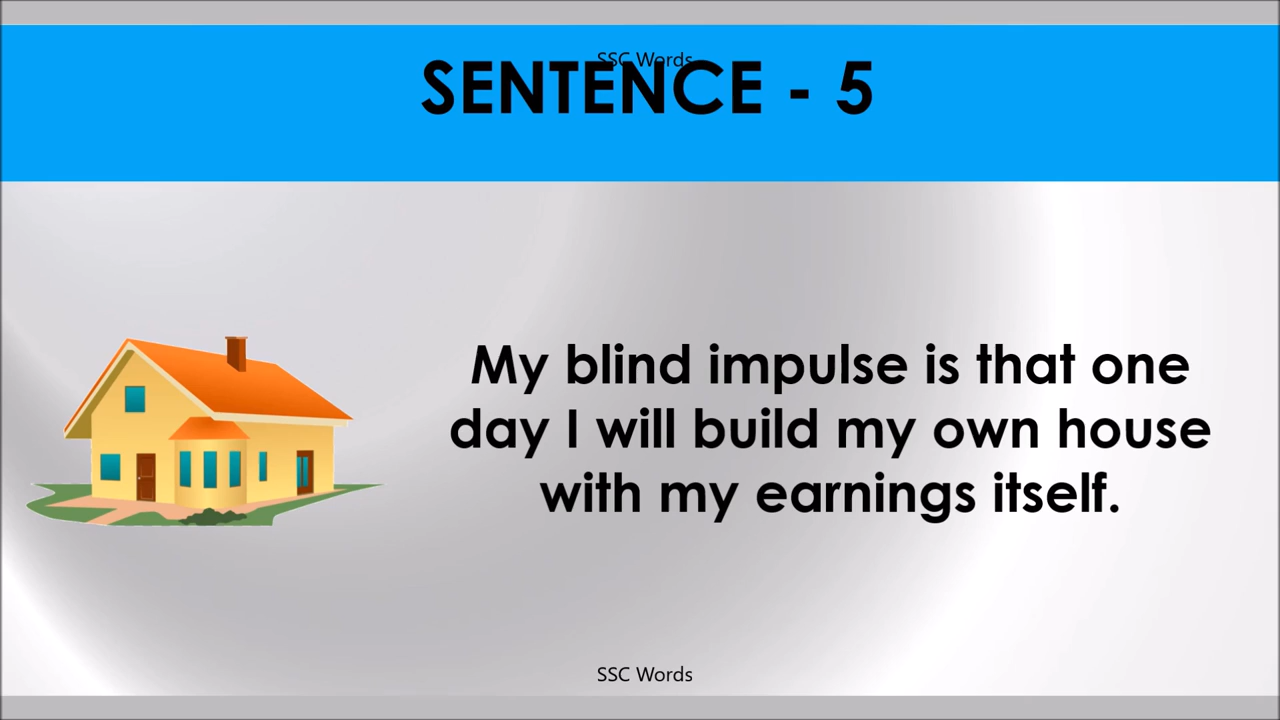 SSC Words
SENTENCE - 5
My blind impulse is that one
day I will build my own house
with my earnings itself.
SSC Words